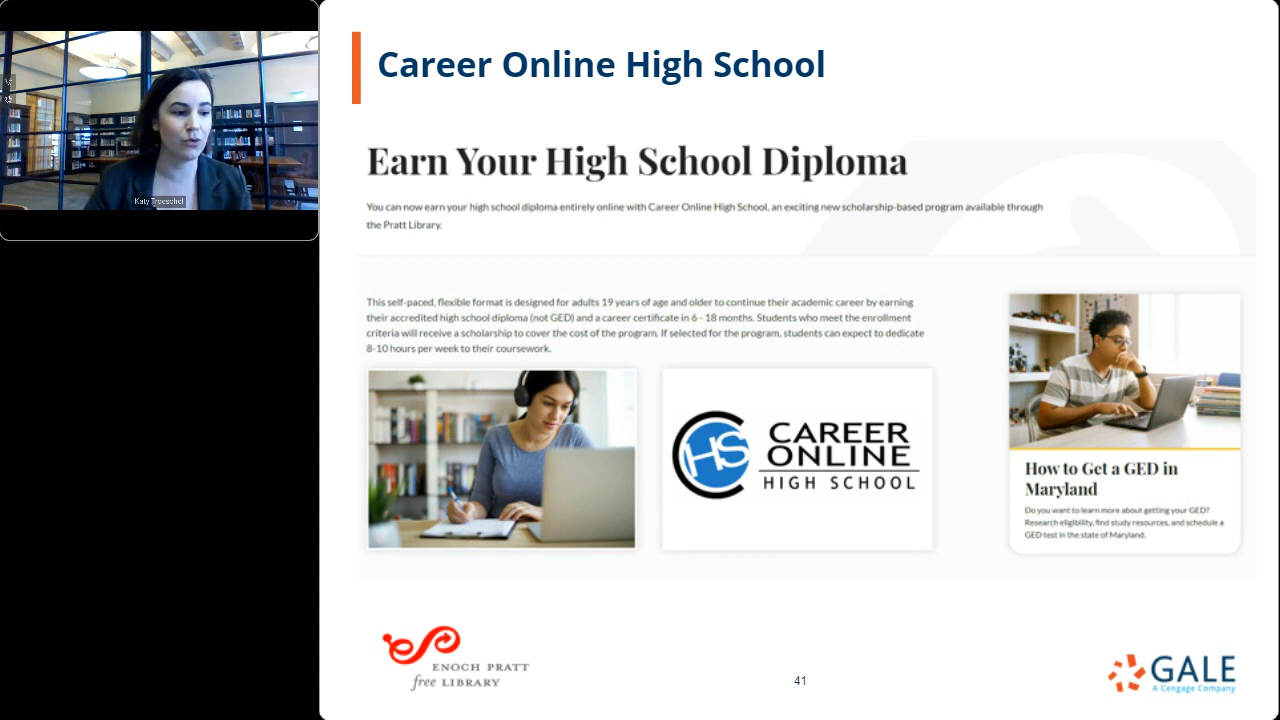 Katy Troeschel
Career Online High School
Earn Your High School Diploma
You can now earn your high school diploma entirely online with Career Online High School, an exciting new scholarship-based program available through
the Pratt Library.
This self-paced, flexible format is designed for adults 19 years of age and older to continue their academic career by earning
their accredited high school diploma (not GED) and a career certificate in 6 - 18 months. Students who meet the enrollment
criteria will receive a scholarship to cover the cost of the program. If selected for the program, students can expect to dedicate
8-10 hours per week to their coursework.
CHS
CAREER
ONLINE
HIGH SCHOOL
How to Get a GED in
Maryland
Do you want to learn more about getting your GED?
Research eligibility, find study resources, and schedule a
GED test in the state of Maryland.
ENOCH PRATT
free LIBRARY
41
GALE
A Cengage Company